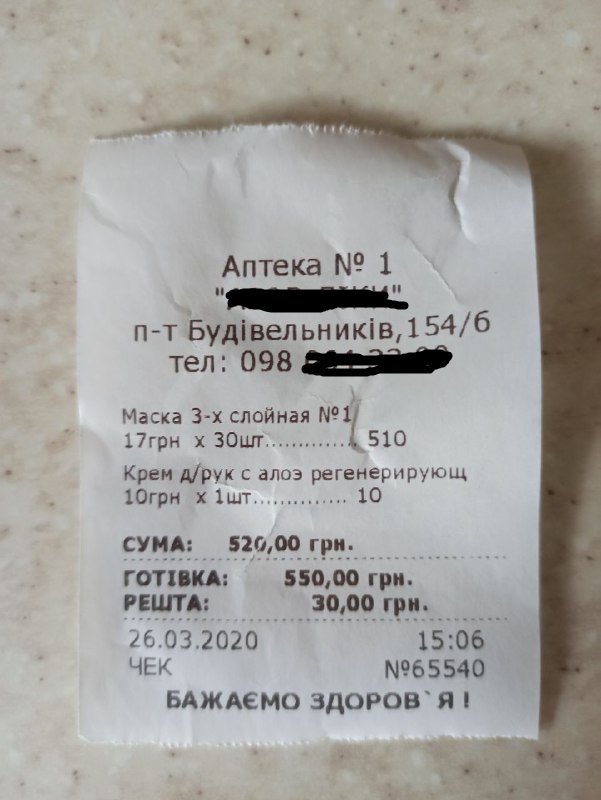 Аптека № 1
п-т Будівельників,154/б
тел: 098
Маска 3-х слойная №1
17грн х 30шт.............. 510
Крем д/рук с алоэ регенерирующ
10грн х 1шт............... 10
СУМА: 520,00 грн.
ГОТІВКА: 550,00 грн.
РЕШТА: 30,00 грн.
26.03.2020 15:06
ЧЕК №65540
БАЖАЄМО ЗДОРОВ`Я !